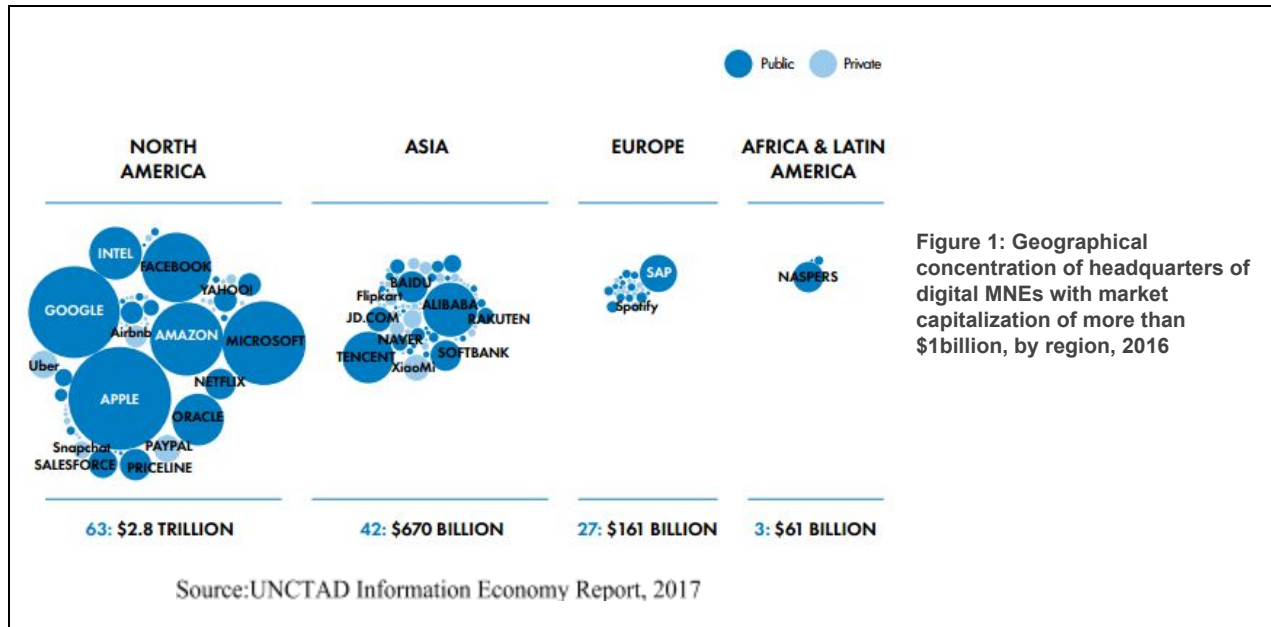 Public Private
NORTH
AMERICA
ASIA
EUROPE
AFRICA & LATIN
AMERICA
INTEL
FACEBOOK
YAHOO!
GOOGLE
Airbnb
AMAZON
MICROSOFT
Uber
NETFLIX
APPLE
ORACLE
Snapchat
PAYPAL
SALESFORCE
PRICELINE
BAIDU
Flipkart
ALIBABA
JD.COM
RAKUTEN
NAVER
TENCENT
SOFTBANK
XiaoMi
SAP
Spotify
NASPERS
63: $2.8 TRILLION
42: $670 BILLION
27: $161 BILLION
3: $61 BILLION
Figure 1: Geographical
concentration of headquarters of
digital MNEs with market
capitalization of more than
$1billion, by region, 2016
Source:UNCTAD Information Economy Report, 2017